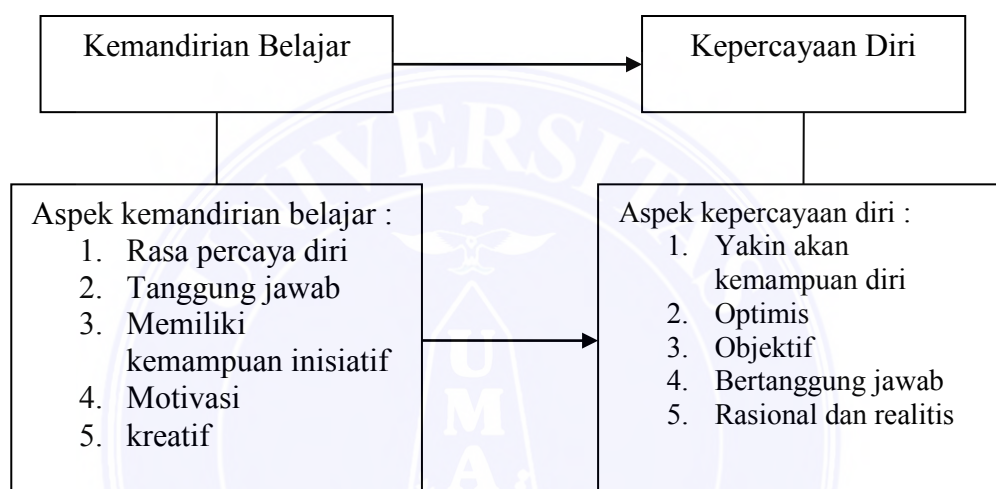 Kemandirian Belajar
Kepercayaan Diri
Aspek kemandirian belajar :
1. Rasa percaya diri
2. Tanggung jawab
3. Memiliki
kemampuan inisiatif
4. Motivasi
5. kreatif
Aspek kepercayaan diri :
1. Yakin akan
kemampuan diri
2. Optimis
3. Objektif
4. Bertanggung jawab
5. Rasional dan realitis
UNIVERSITAS
U
M
A